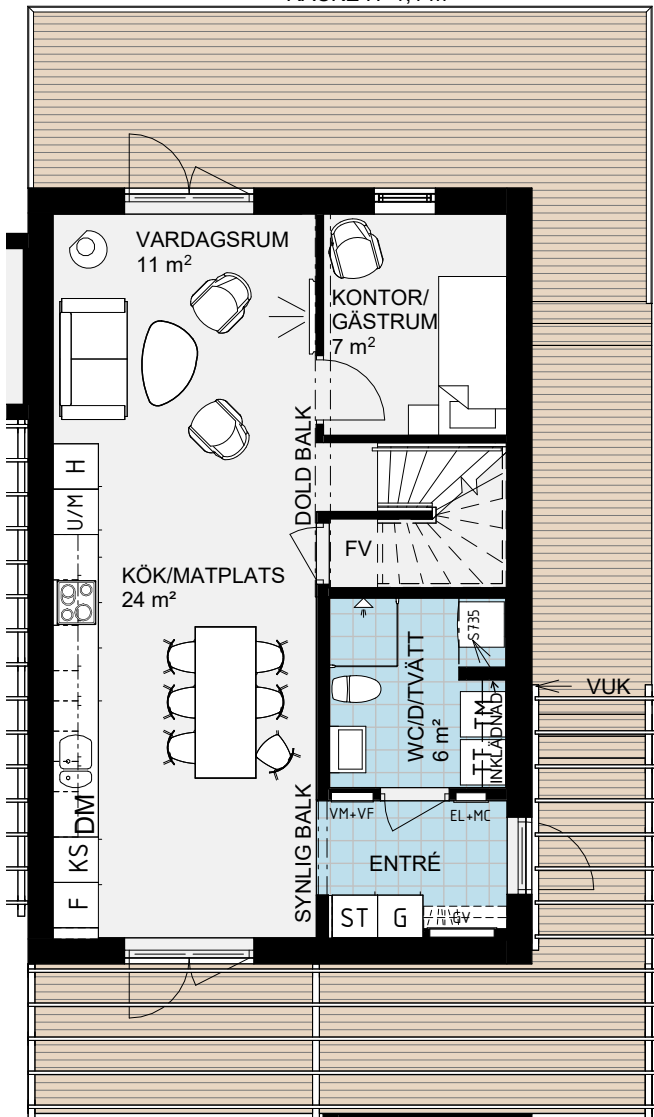 VARDAGSRUM
11 m²
KONTOR/
GÄSTRUM
7 m²
DOLD BALK
H
U/M
FV
KÖK/MATPLATS
24 m²
S735
WC/D/TVÄTT
6 m²
TM
TT
INKLÄDNAD
VUK
DM
KS
F
SYNLIG BALK
VM+VF
EL+MC
ENTRÉ
ST
G
GV